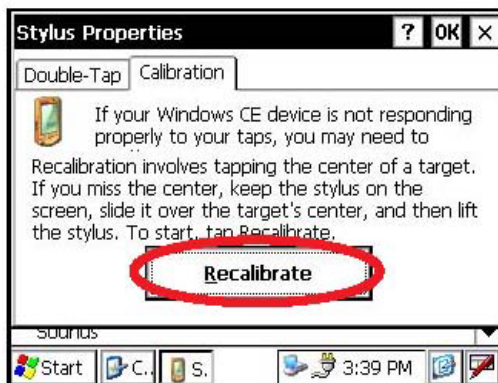 Stylus Properties ? OK ×
Double-Tap Calibration
If your Windows CE device is not responding
properly to your taps, you may need to
Recalibration involves tapping the center of a target.
If you miss the center, keep the stylus on the
screen, slide it over the target's center, and then lift
the stylus. To start, tap Recalibrate.
Recalibrate
Sounds
Start C.. S. 3:39 PM